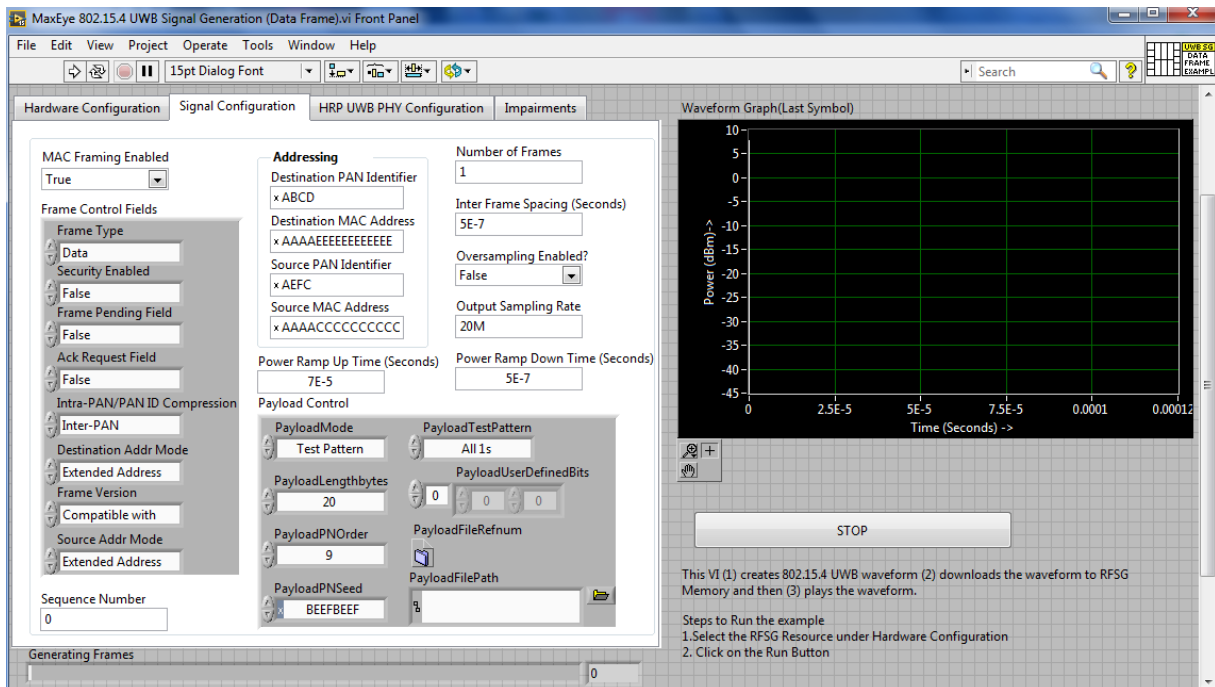 MaxEye 802.15.4 UWB Signal Generation (Data Frame).vi Front Panel
File Edit View Project Operate Tools Window Help
15pt Dialog Font
Search
UWB SG
DATA
FRAME
EXAMPL
Hardware Configuration Signal Configuration HRP UWB PHY Configuration Impairments
MAC Framing Enabled
True
Frame Control Fields
Frame Type
Data
Security Enabled
False
Frame Pending Field
False
Ack Request Field
False
Intra-PAN/PAN ID Compression
Inter-PAN
Destination Addr Mode
Extended Address
Frame Version
Compatible with
Source Addr Mode
Extended Address
Sequence Number
0
Addressing
Destination PAN Identifier
x ABCD
Destination MAC Address
x AAAAEEEEEEEEEEEE
Source PAN Identifier
x AEFC
Source MAC Address
x AAAACCCCCCCCCC
Number of Frames
1
Inter Frame Spacing (Seconds)
5E-7
Oversampling Enabled?
False
Output Sampling Rate
20M
Power Ramp Up Time (Seconds)
7E-5
Power Ramp Down Time (Seconds)
5E-7
Payload Control
PayloadMode
Test Pattern
PayloadLengthbytes
20
PayloadPNOrder
9
PayloadPNSeed
x BEEFBEEF
PayloadTestPattern
All 1s
PayloadUserDefinedBits
0 0 0
PayloadFileRefnum
PayloadFilePath
Generating Frames
0
Waveform Graph(Last Symbol)
Power (dBm)->
10
5
0
-5
-10
-15
-20
-25
-30
-35
-40
-45
0 2.5E-5 5E-5 7.5E-5 0.0001 0.00012
Time (Seconds) ->
STOP
This VI (1) creates 802.15.4 UWB waveform (2) downloads the waveform to RFSG
Memory and then (3) plays the waveform.
Steps to Run the example
1.Select the RFSG Resource under Hardware Configuration
2. Click on the Run Button